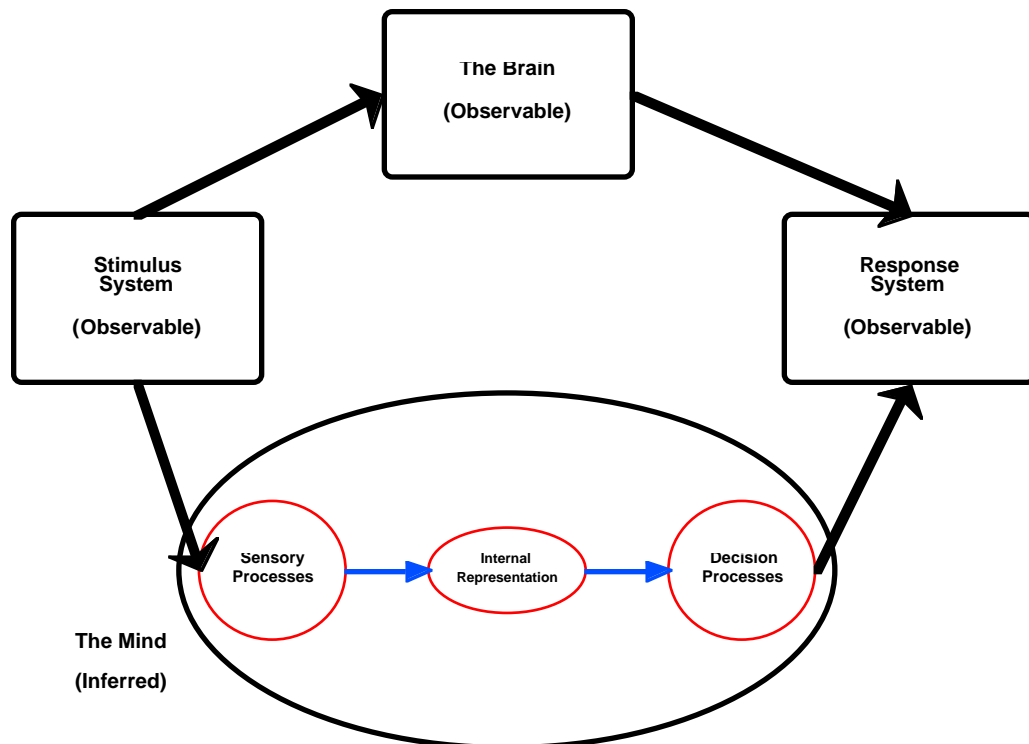 The Brain
(Observable)
Stimulus
System
(Observable)
Response
System
(Observable)
Sensory
Processes
Internal
Representation
Decision
Processes
The Mind
(Inferred)